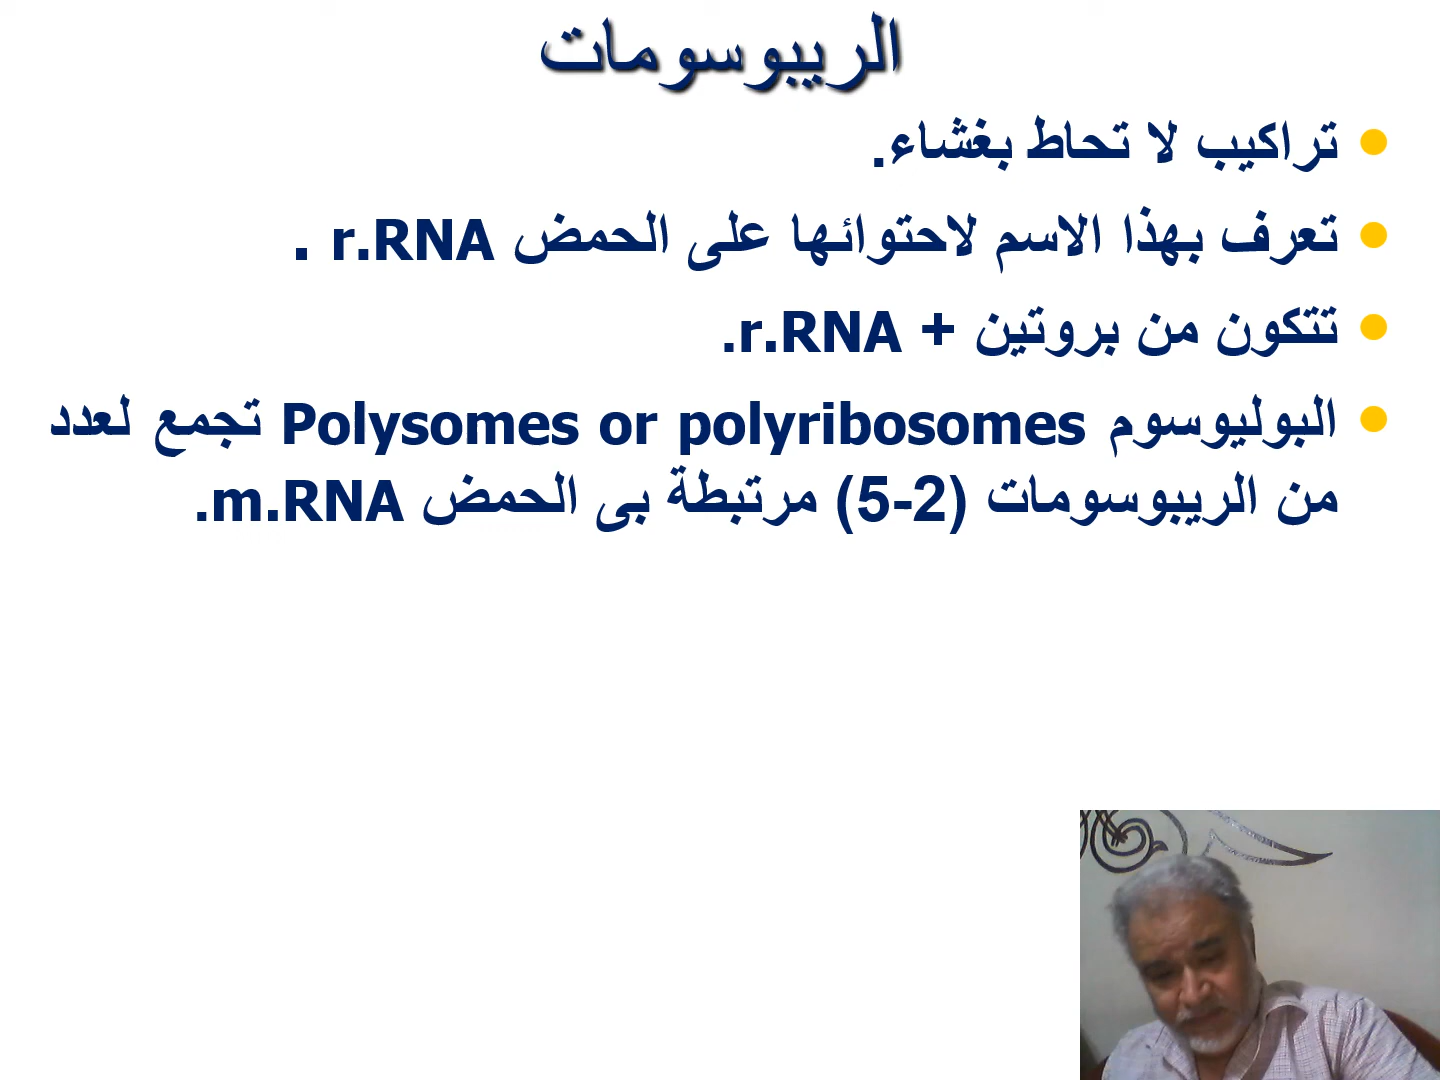 الريبوسومات
• تراكيب لا تحاط بغشاء.
• تعرف بهذا الاسم لاحتوائها على الحمض r.RNA .
• تتكون من بروتين + r.RNA.
• البوليوسوم Polysomes or polyribosomes تجمع لعدد
من الريبوسومات (2-5) مرتبطة بى الحمض m.RNA.